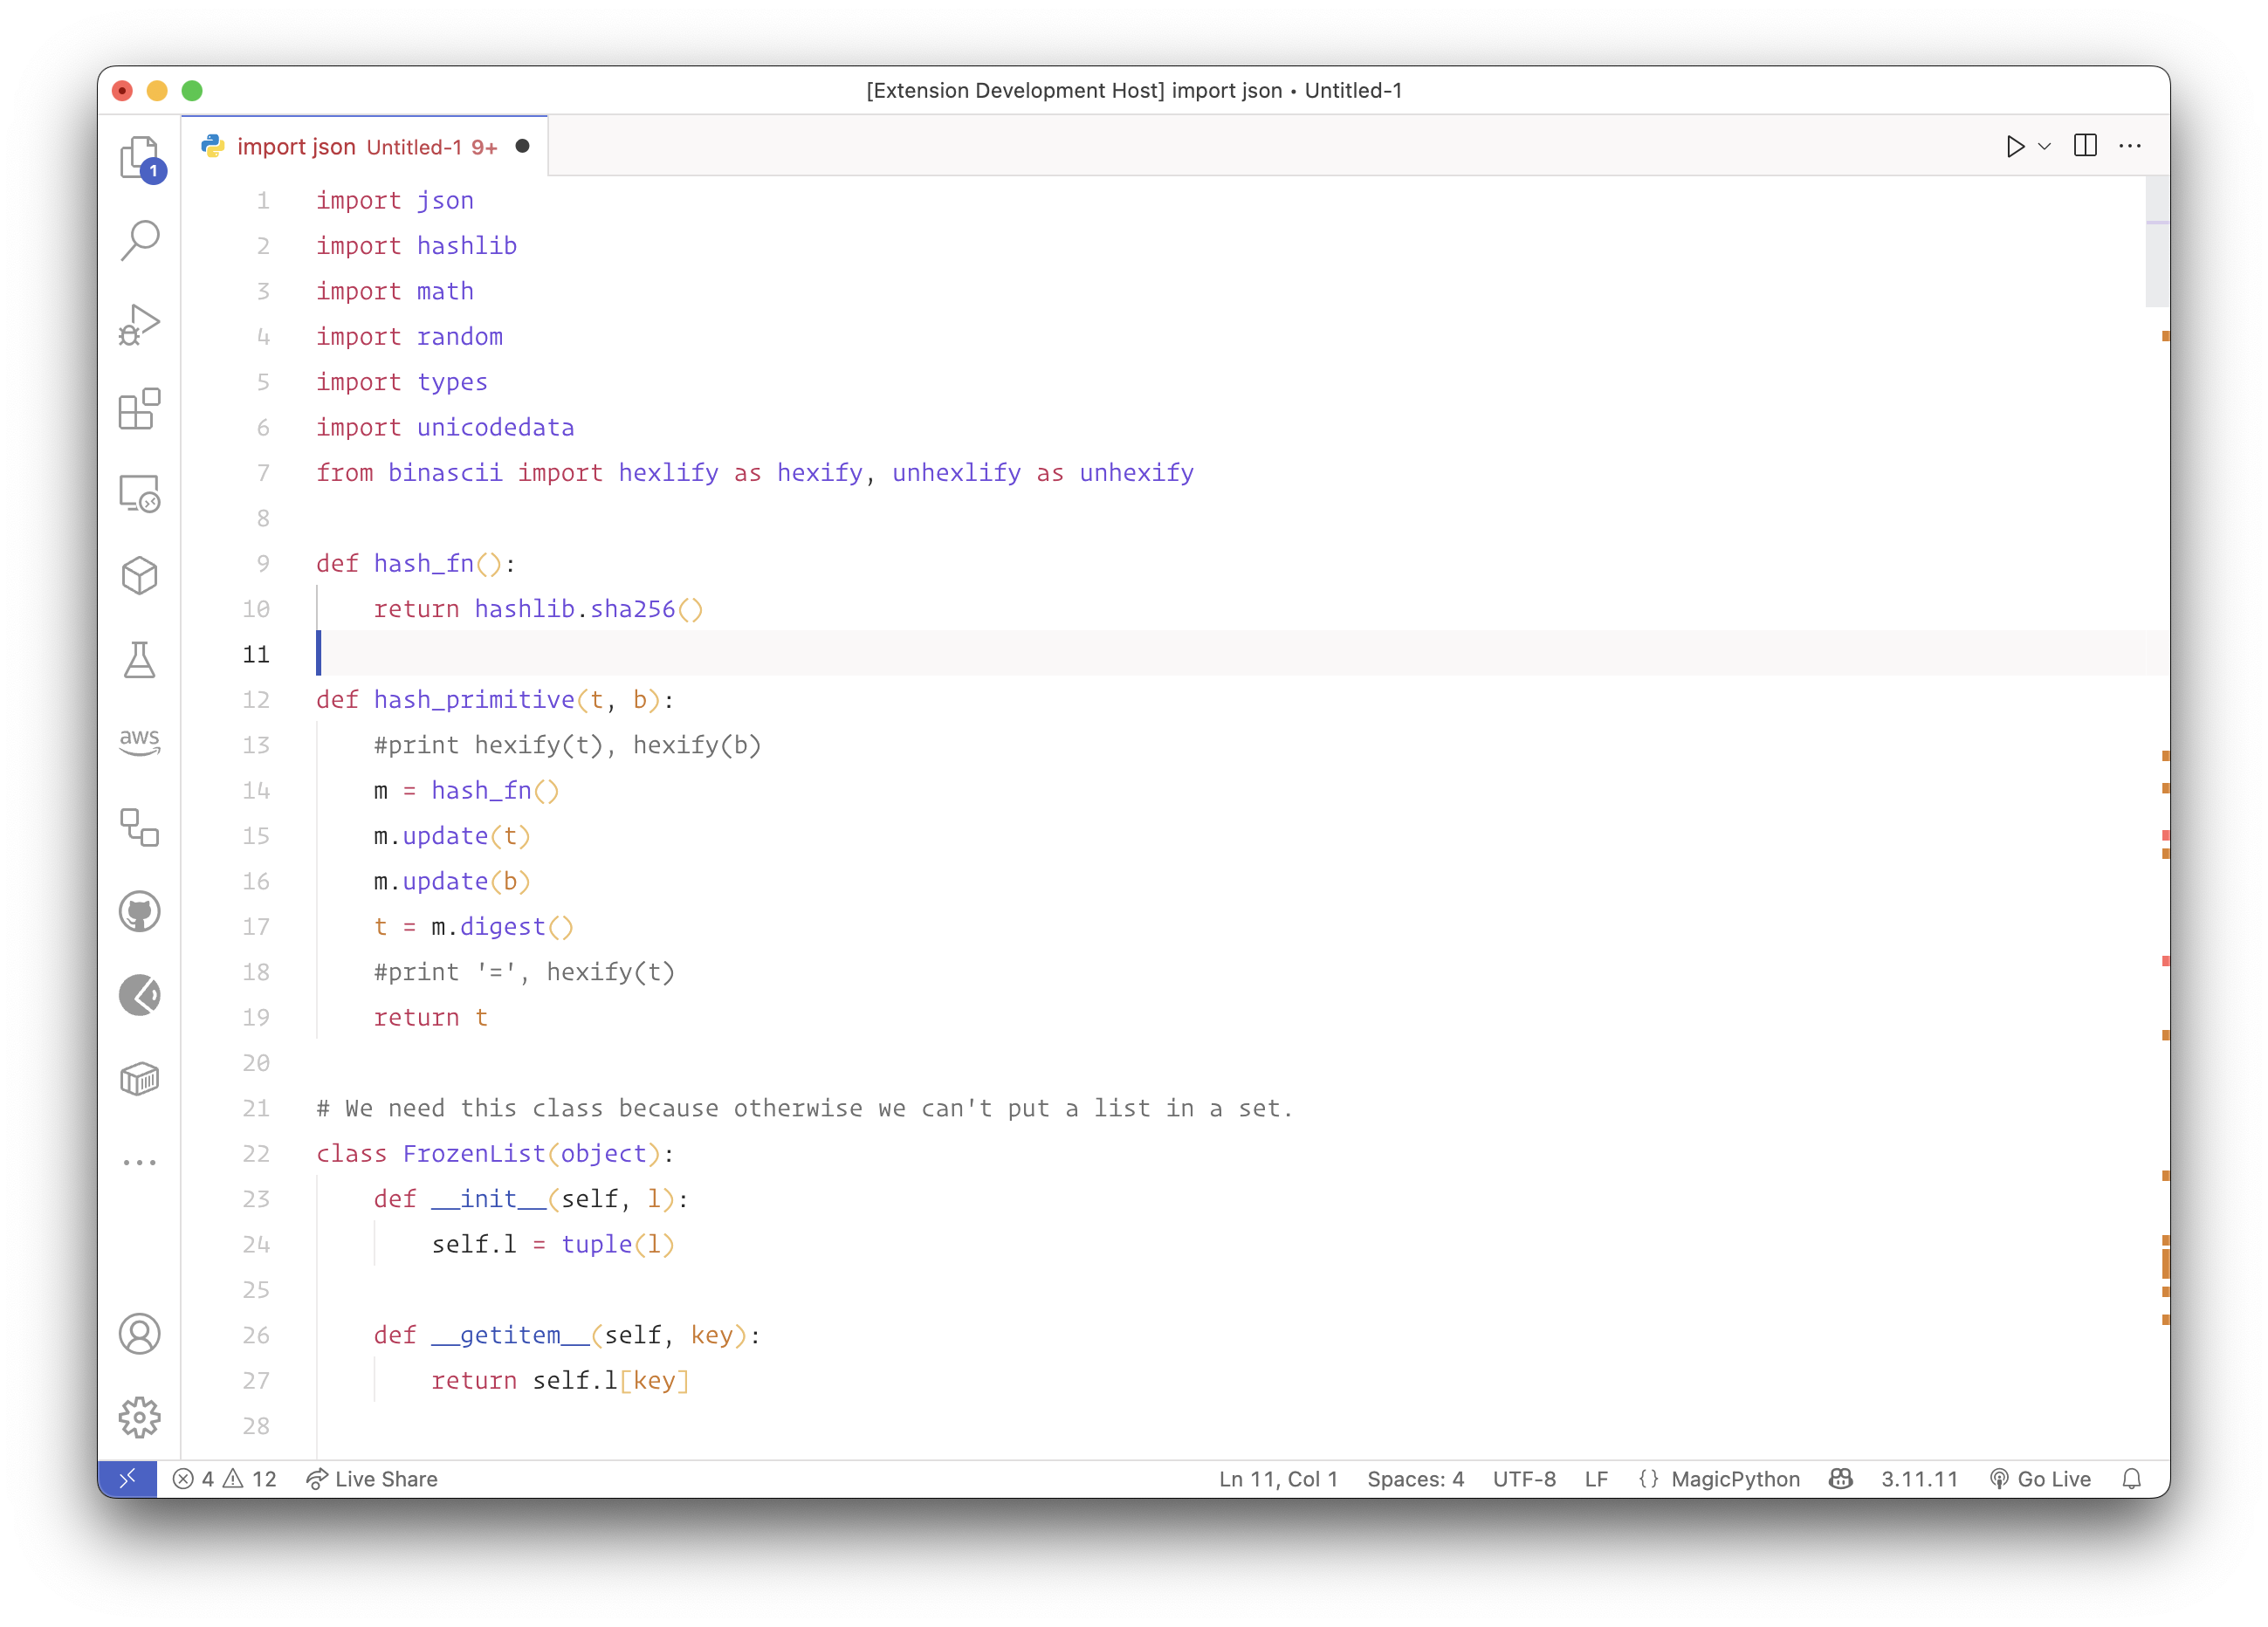 [Extension Development Host] import json • Untitled-1
import json Untitled-1 9+
1
1 import json
2 import hashlib
3 import math
4 import random
5 import types
6 import unicodedata
7 from binascii import hexlify as hexify, unhexlify as unhexify
8
9 def hash_fn():
10     return hashlib.sha256()
11
12 def hash_primitive(t, b):
13     #print hexify(t), hexify(b)
14     m = hash_fn()
15     m.update(t)
16     m.update(b)
17     t = m.digest()
18     #print '=', hexify(t)
19     return t
20
21 # We need this class because otherwise we can't put a list in a set.
22 class FrozenList(object):
23     def __init__(self, l):
24         self.l = tuple(l)
25
26     def __getitem__(self, key):
27         return self.l[key]
28
aws
4 12 Live Share Ln 11, Col 1 Spaces: 4 UTF-8 LF {} MagicPython 3.11.11 Go Live